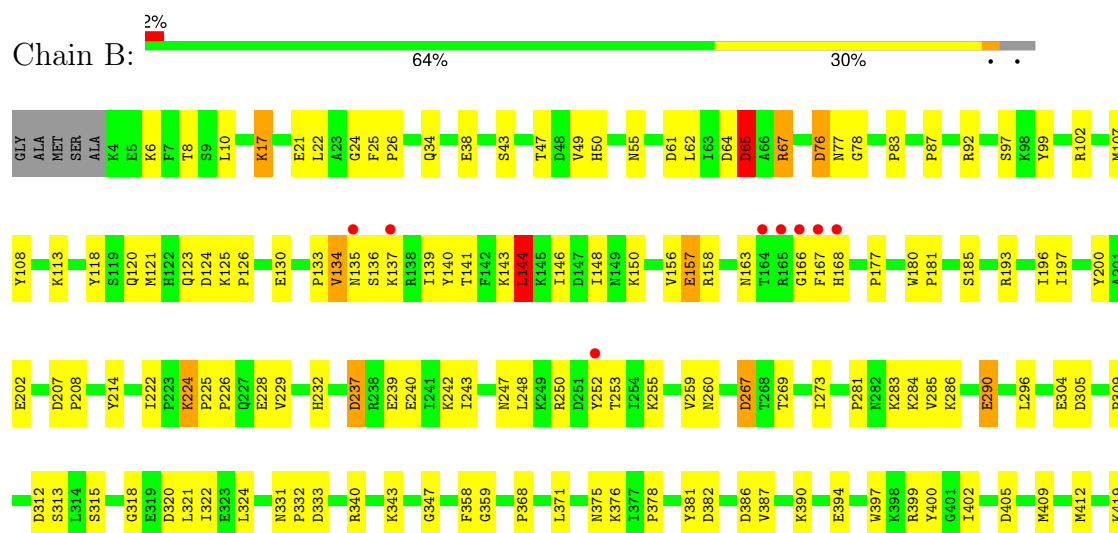 2%
Chain B:
64% 30% • •
GLY ALA MET SER ALA K4 E5 K6 F7 T8 S9 L10 K17 E21 L22 A23 G24 F25 P26 Q34 E38 S43 T47 D48 V49 H50 N55 D61 L62 I63 D64 D65 A66 R67 D76 N77 G78 P83 P87 R92 S97 K98 Y99 R102 M107
Y108 K113 Y118 S119 Q120 M121 H122 Q123 D124 K125 P126 E130 P133 V134 N135 S136 K137 R138 I139 Y140 T141 F142 K143 L144 K145 I146 D147 I148 N149 K150 V156 E157 R158 N163 T164 R165 G166 F167 H168 P177 W180 P181 S185 R193 I196 I197 Y200 A201
E202 D207 P208 Y214 I222 P223 K224 P225 P226 Q227 E228 V229 H232 D237 R238 E239 E240 I241 K242 I243 N247 L248 K249 R250 D251 Y252 T253 I254 K255 V259 N260 D267 T268 T269 I273 P281 N282 K283 K284 V285 K286 E290 L296 E304 D305
D312 S313 L314 S315 G318 E319 D320 L321 I322 E323 L324 N331 P332 D333 R340 K343 G347 F358 G359 P368 L371 N375 K376 I377 P378 Y381 D382 D386 V387 K390 E394 W397 K398 R399 Y400 G401 I402 D405 M409 M412